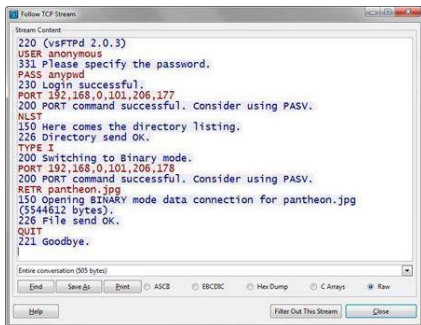 Follow TCP Stream
Stream Content
220 (vsFTPd 2.0.3)
USER anonymous
331 Please specify the password.
PASS anypwd
230 Login successful.
PORT 192,168,0,101,206,177
200 PORT command successful. Consider using PASV.
NLST
150 Here comes the directory listing.
226 Directory send OK.
TYPE I
200 Switching to Binary mode.
PORT 192,168,0,101,206,178
200 PORT command successful. Consider using PASV.
RETR pantheon.jpg
150 Opening BINARY mode data connection for pantheon.jpg
(5544612 bytes).
226 File send OK.
QUIT
221 Goodbye.
Entire conversation (505 bytes)
Find Save As Print ASCII EBCDIC Hex Dump C Arrays Raw
Help Filter Out This Stream Close